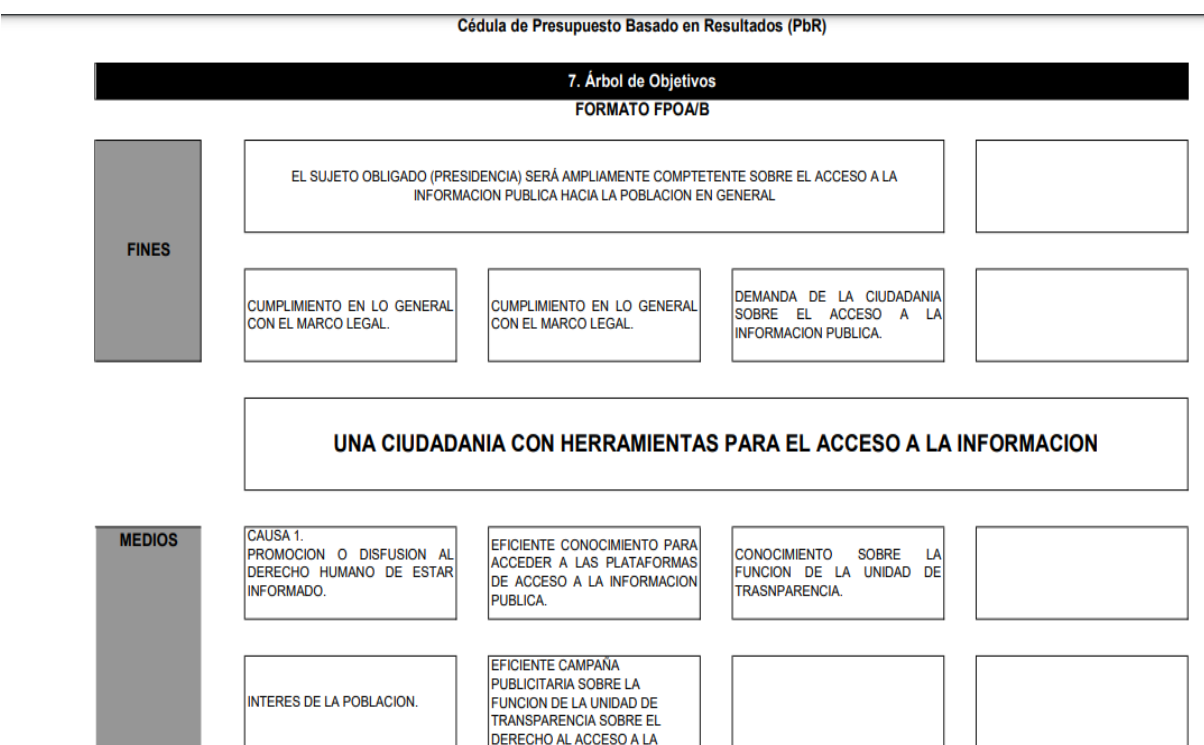 Cédula de Presupuesto Basado en Resultados (PbR)
7. Árbol de Objetivos
FORMATO FPOA/B
FINES
EL SUJETO OBLIGADO (PRESIDENCIA) SERÁ AMPLIAMENTE COMPTETENTE SOBRE EL ACCESO A LA
INFORMACION PUBLICA HACIA LA POBLACION EN GENERAL
CUMPLIMIENTO EN LO GENERAL
CON EL MARCO LEGAL.
CUMPLIMIENTO EN LO GENERAL
CON EL MARCO LEGAL.
DEMANDA DE LA CIUDADANIA
SOBRE EL ACCESO A LA
INFORMACION PUBLICA.
UNA CIUDADANIA CON HERRAMIENTAS PARA EL ACCESO A LA INFORMACION
MEDIOS
CAUSA 1.
PROMOCION O DISFUSION AL
DERECHO HUMANO DE ESTAR
INFORMADO.
EFICIENTE CONOCIMIENTO PARA
ACCEDER A LAS PLATAFORMAS
DE ACCESO A LA INFORMACION
PUBLICA.
CONOCIMIENTO SOBRE LA
FUNCION DE LA UNIDAD DE
TRASNPARENCIA.
INTERES DE LA POBLACION.
EFICIENTE CAMPAÑA
PUBLICITARIA SOBRE LA
FUNCION DE LA UNIDAD DE
TRANSPARENCIA SOBRE EL
DERECHO AL ACCESO A LA